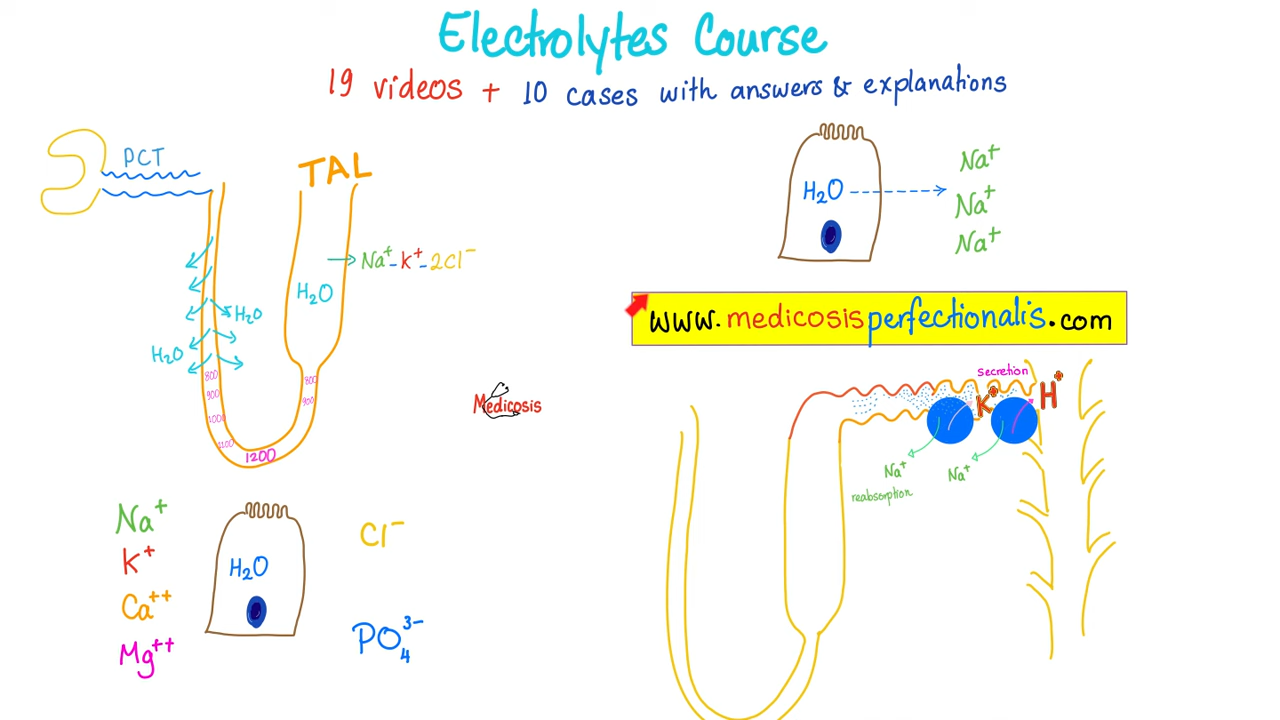 Electrolytes Course
19 videos + 10 cases with answers & explanations
PCT
TAL
Na⁺-K⁺-2Cl⁻
H₂O
H₂O
H₂O
800
900
1000
1100
1200
800
900
H₂O
Na⁺
Na⁺
Na⁺
www.medicosisperfectionalis.com
Medicosis
secretion
K⁺
H⁺
Na⁺
reabsorption
Na⁺
Na⁺
K⁺
Ca⁺⁺
Mg⁺⁺
H₂O
Cl⁻
PO₄³⁻